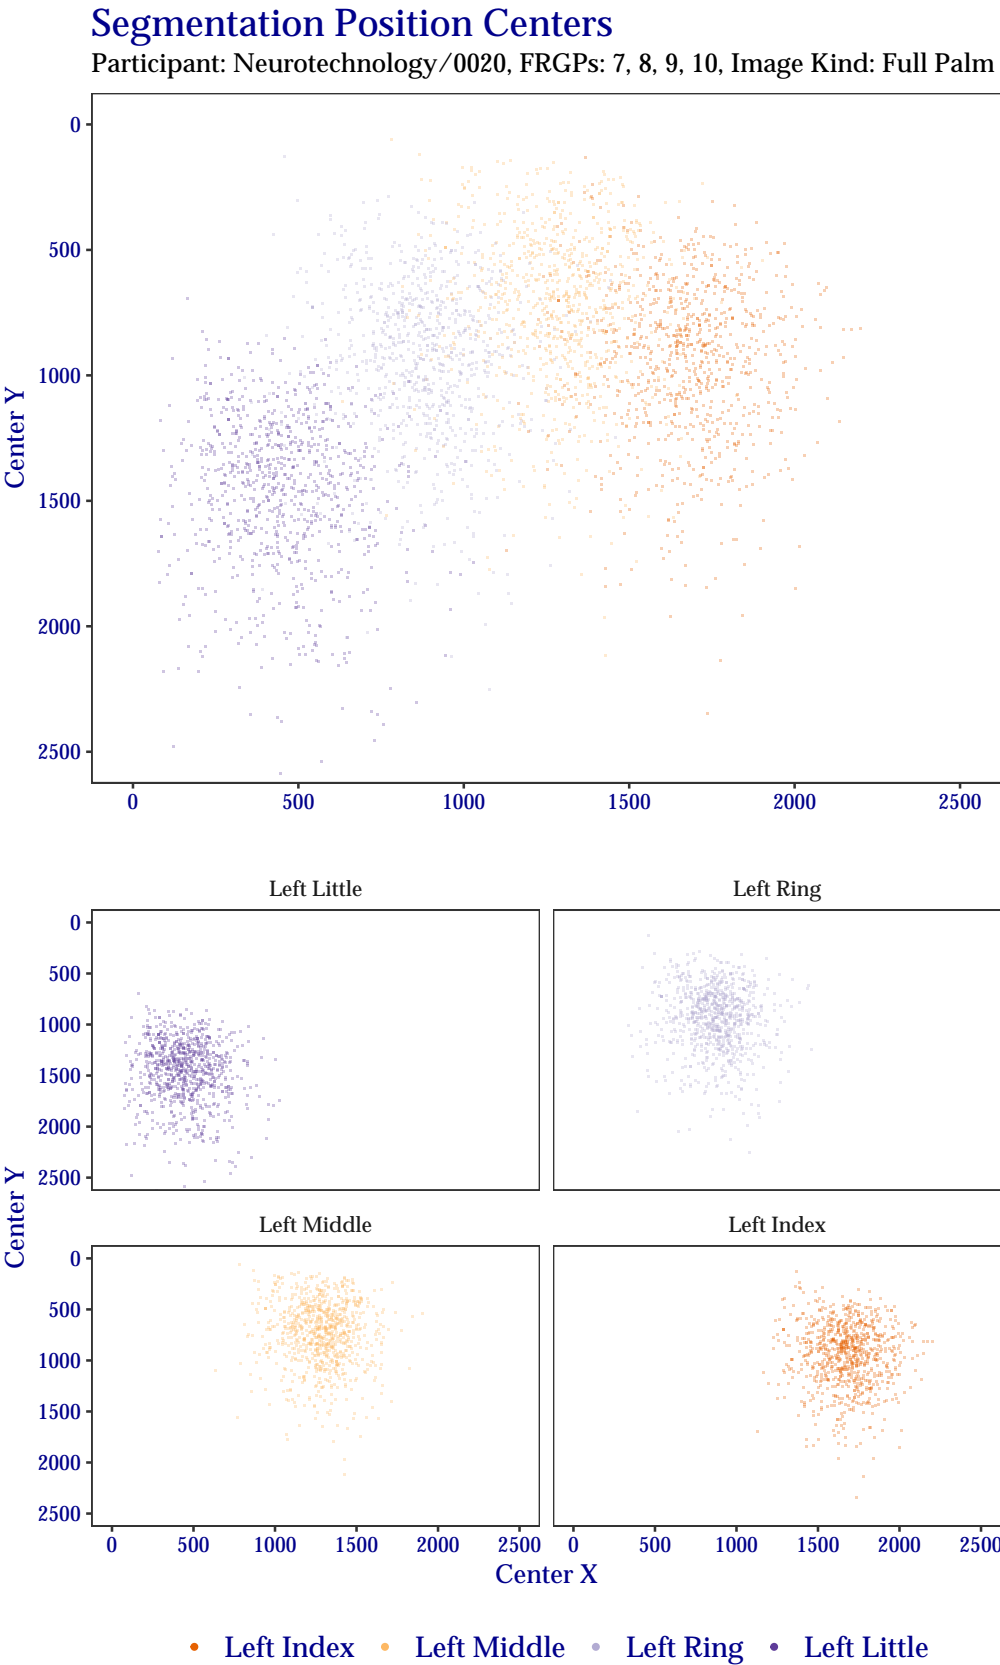 Segmentation Position Centers
Participant: Neurotechnology/0020, FRGPs: 7, 8, 9, 10, Image Kind: Full Palm
0
500
1000
1500
2000
2500
Center Y
0 500 1000 1500 2000 2500
Left Little Left Ring
0
500
1000
1500
2000
2500
Center Y
Left Middle Left Index
0
500
1000
1500
2000
2500
0 500 1000 1500 2000 2500 0 500 1000 1500 2000 2500
Center X
Left Index Left Middle Left Ring Left Little